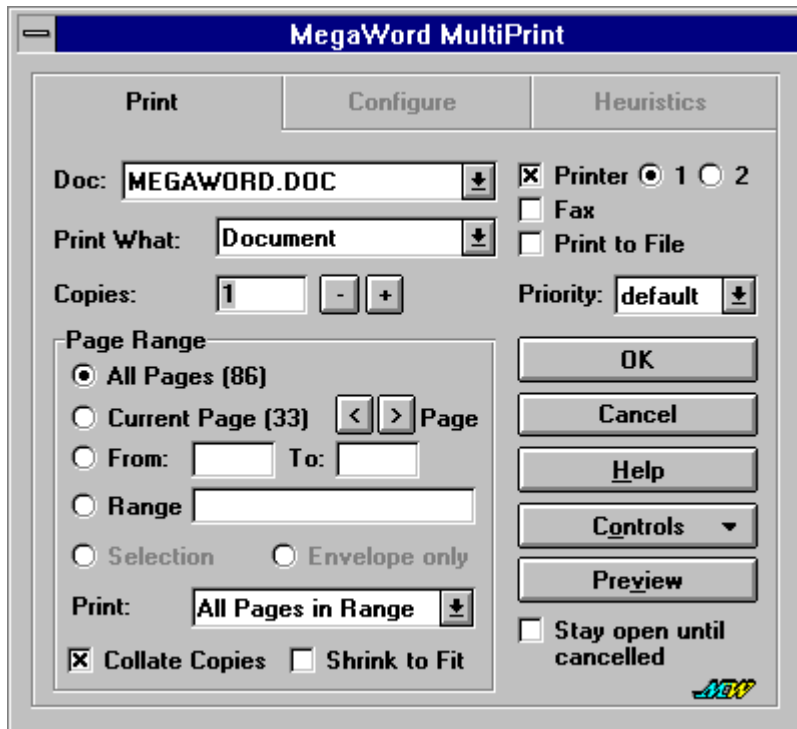 MegaWord MultiPrint
Print Configure Heuristics
Doc: MEGAWORD.DOC
Print What: Document
Copies: 1 - +
Printer 1 2
Fax
Print to File
Priority: default
Page Range
All Pages (86)
Current Page (33) < > Page
From: To:
Range
Selection Envelope only
Print: All Pages in Range
Collate Copies Shrink to Fit
OK
Cancel
Help
Controls
Preview
Stay open until
cancelled
MW